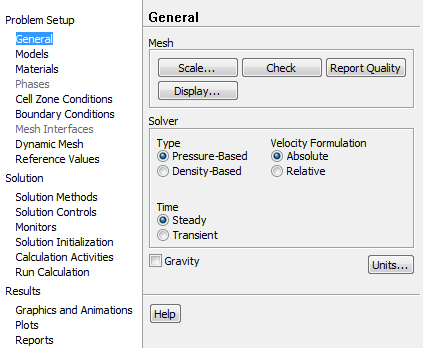 Problem Setup
General
Models
Materials
Phases
Cell Zone Conditions
Boundary Conditions
Mesh Interfaces
Dynamic Mesh
Reference Values
Solution
Solution Methods
Solution Controls
Monitors
Solution Initialization
Calculation Activities
Run Calculation
Results
Graphics and Animations
Plots
Reports
General
Mesh
Scale... Check Report Quality
Display...
Solver
Type Velocity Formulation
Pressure-Based Absolute
Density-Based Relative
Time
Steady
Transient
Gravity Units...
Help